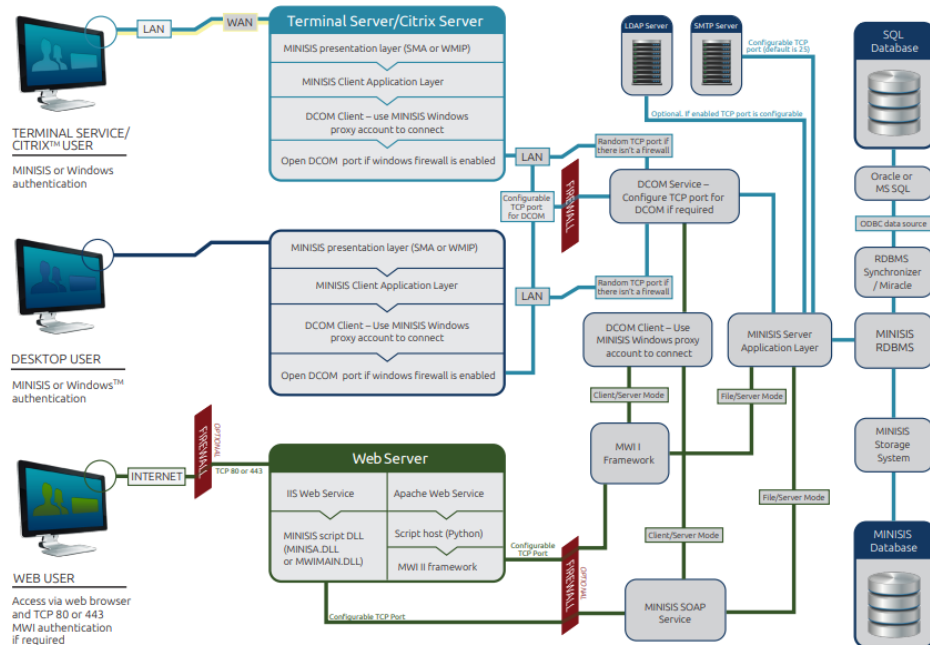 LAN
WAN
TERMINAL SERVICE/
CITRIX™ USER
MINISIS or Windows
authentication
Terminal Server/Citrix Server
MINISIS presentation layer (SMA or WMIP)
MINISIS Client Application Layer
DCOM Client – use MINISIS Windows
proxy account to connect
Open DCOM port if windows firewall is enabled
DESKTOP USER
MINISIS or Windows™
authentication
MINISIS presentation layer (SMA or WMIP)
MINISIS Client Application Layer
DCOM Client – Use MINISIS Windows
proxy account to connect
Open DCOM port if windows firewall is enabled
LAN
Configurable
TCP port
for DCOM
LAN
FIREWALL
Random TCP port if
there isn't a firewall
Random TCP port if
there isn't a firewall
DCOM Service –
Configure TCP port for
DCOM if required
LDAP Server
SMTP Server
Configurable TCP
port (default is 25)
Optional. If enabled TCP port is configurable
WEB USER
Access via web browser
and TCP 80 or 443
MWI authentication
if required
INTERNET
FIREWALL
OPTIONAL
TCP 80 or 443
Web Server
IIS Web Service
MINISIS script DLL
(MINISA.DLL
or MWIMAIN.DLL)
Apache Web Service
Script host (Python)
MWI II framework
Configurable
TCP Port
Configurable TCP Port
FIREWALL
OPTIONAL
DCOM Client – Use
MINISIS Windows proxy
account to connect
Client/Server Mode
MWI I
Framework
Client/Server Mode
MINISIS SOAP
Service
MINISIS Server
Application Layer
File/Server Mode
File/Server Mode
SQL
Database
Oracle or
MS SQL
ODBC data source
RDBMS
Synchronizer
/ Miracle
MINISIS
RDBMS
MINISIS
Storage
System
MINISIS
Database